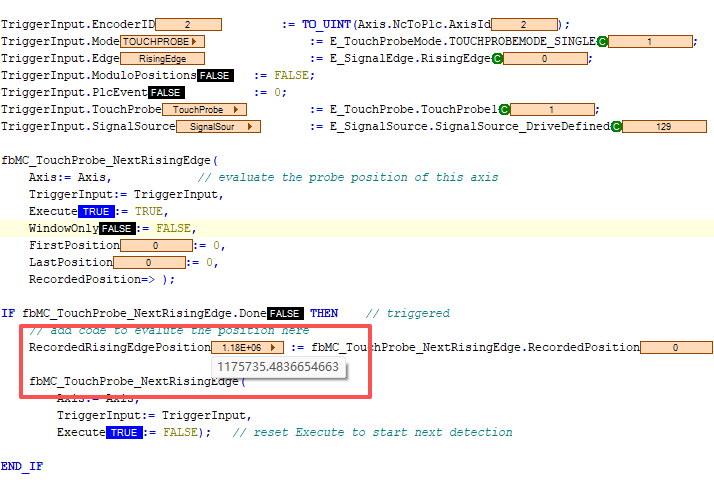 TriggerInput.EncoderID 2 := TO_UINT(Axis.NcToPlc.AxisId 2 );
TriggerInput.Mode TOUCHPROBE := E_TouchProbeMode.TOUCHPROBEMODE_SINGLE C 1 ;
TriggerInput.Edge RisingEdge := E_SignalEdge.RisingEdge C 0 ;
TriggerInput.ModuloPositions FALSE := FALSE;
TriggerInput.PlcEvent FALSE := 0;
TriggerInput.TouchProbe TouchProbe := E_TouchProbe.TouchProbe1 C 1 ;
TriggerInput.SignalSource SignalSour := E_SignalSource.SignalSource_DriveDefined C 129
fbMC_TouchProbe_NextRisingEdge(
Axis:= Axis, // evaluate the probe position of this axis
TriggerInput:= TriggerInput,
Execute TRUE := TRUE,
WindowOnly FALSE := FALSE,
FirstPosition 0 := 0,
LastPosition 0 := 0,
RecordedPosition=> );
IF fbMC_TouchProbe_NextRisingEdge.Done FALSE THEN // triggered
// add code to evalute the position here
RecordedRisingEdgePosition 1.18E+06 := fbMC_TouchProbe_NextRisingEdge.RecordedPosition 0
1175735.4836654663
fbMC_TouchProbe_NextRisingEdge(
Axis:= Axis,
TriggerInput:= TriggerInput,
Execute TRUE := FALSE); // reset Execute to start next detection
END_IF